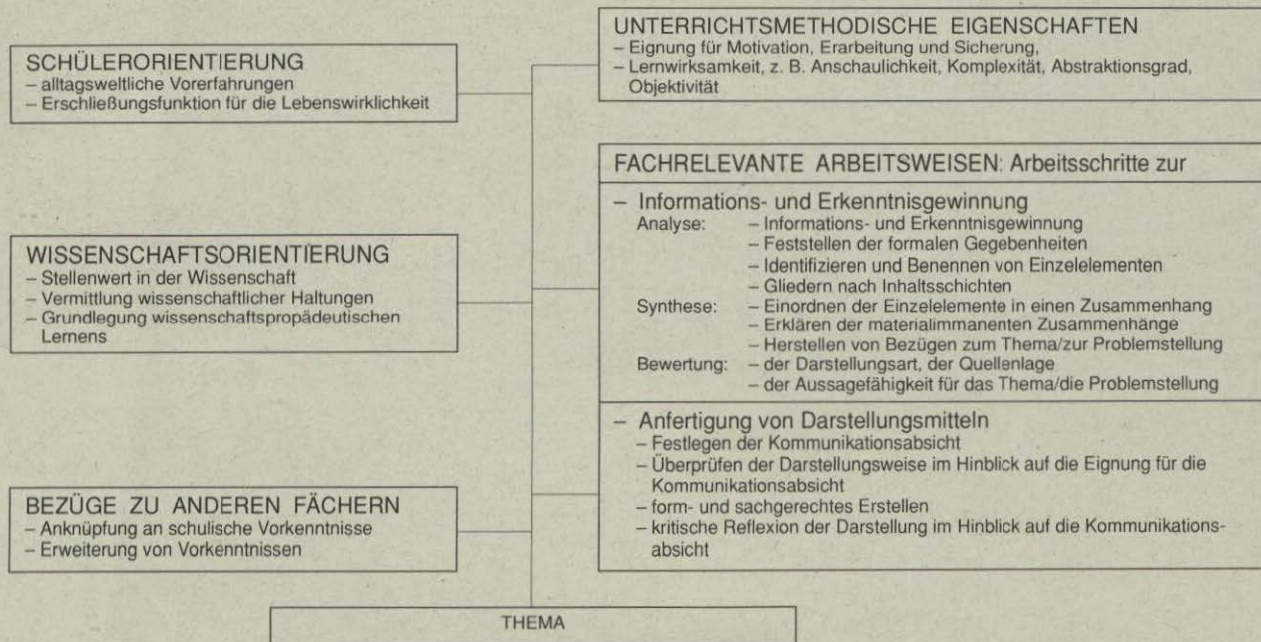 SCHÜLERORIENTIERUNG
– alltagsweltliche Vorerfahrungen
– Erschließungsfunktion für die Lebenswirklichkeit
WISSENSCHAFTSORIENTIERUNG
– Stellenwert in der Wissenschaft
– Vermittlung wissenschaftlicher Haltungen
– Grundlegung wissenschaftspropädeutischen
Lernens
BEZÜGE ZU ANDEREN FÄCHERN
– Anknüpfung an schulische Vorkenntnisse
– Erweiterung von Vorkenntnissen
UNTERRICHTSMETHODISCHE EIGENSCHAFTEN
– Eignung für Motivation, Erarbeitung und Sicherung,
– Lernwirksamkeit, z. B. Anschaulichkeit, Komplexität, Abstraktionsgrad,
Objektivität
FACHRELEVANTE ARBEITSWEISEN: Arbeitsschritte zur
– Informations- und Erkenntnisgewinnung
Analyse: – Informations- und Erkenntnisgewinnung
– Feststellen der formalen Gegebenheiten
– Identifizieren und Benennen von Einzelelementen
– Gliedern nach Inhaltsschichten
Synthese: – Einordnen der Einzelelemente in einen Zusammenhang
– Erklären der materialimmanenten Zusammenhänge
– Herstellen von Bezügen zum Thema/zur Problemstellung
Bewertung: – der Darstellungsart, der Quellenlage
– der Aussagefähigkeit für das Thema/die Problemstellung
– Anfertigung von Darstellungsmitteln
– Festlegen der Kommunikationsabsicht
– Überprüfen der Darstellungsweise im Hinblick auf die Eignung für die
Kommunikationsabsicht
– form- und sachgerechtes Erstellen
– kritische Reflexion der Darstellung im Hinblick auf die Kommunikations-
absicht
THEMA